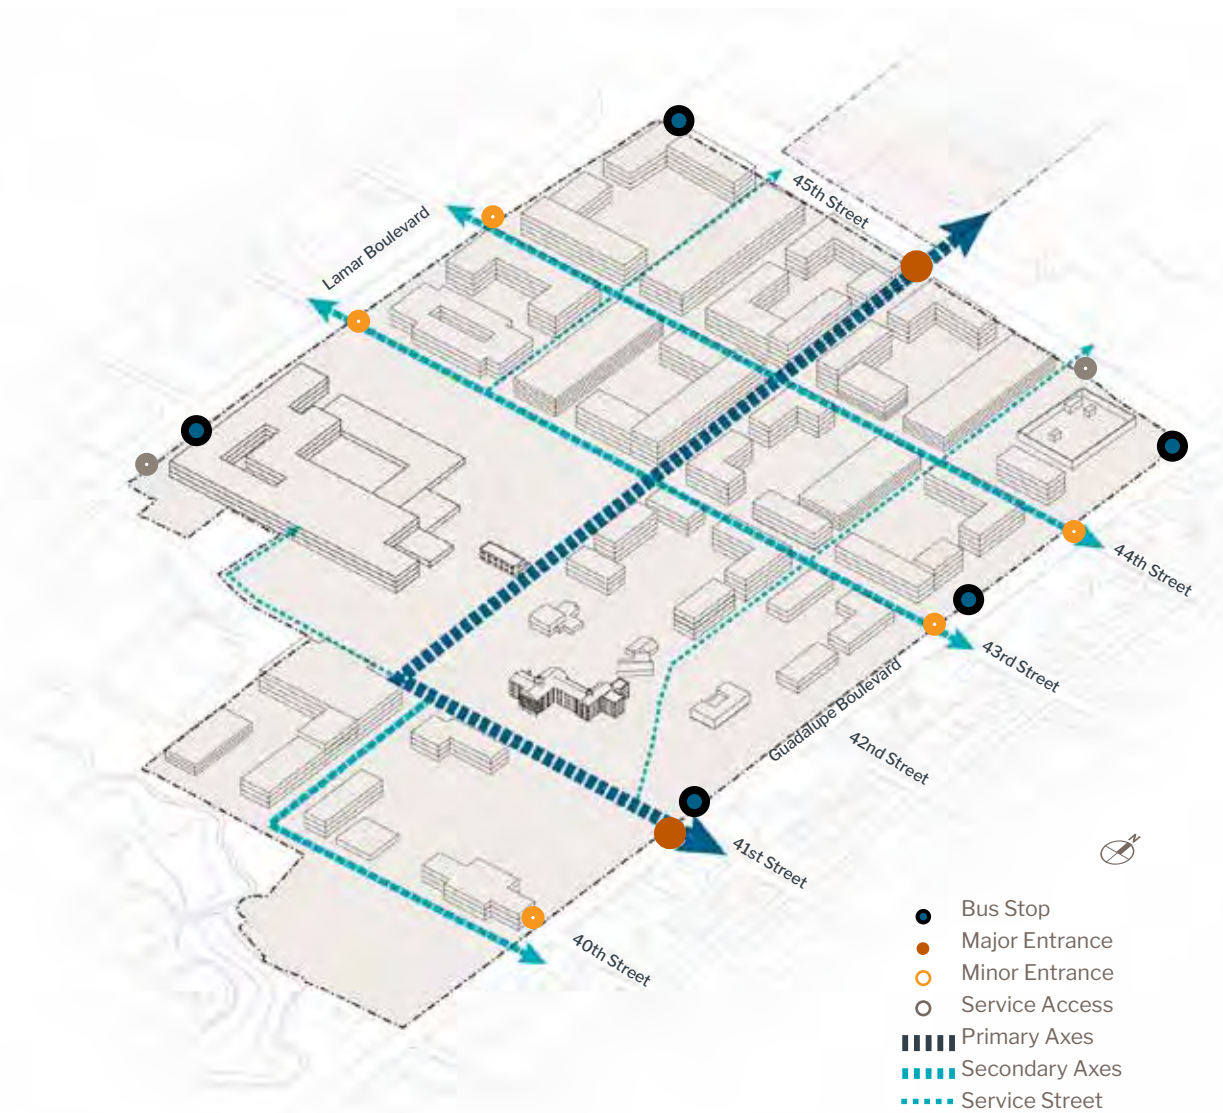 45th Street
Lamar Boulevard
44th Street
43rd Street
Guadalupe Boulevard
42nd Street
41st Street
40th Street
N
Bus Stop
Major Entrance
Minor Entrance
Service Access
Primary Axes
Secondary Axes
Service Street